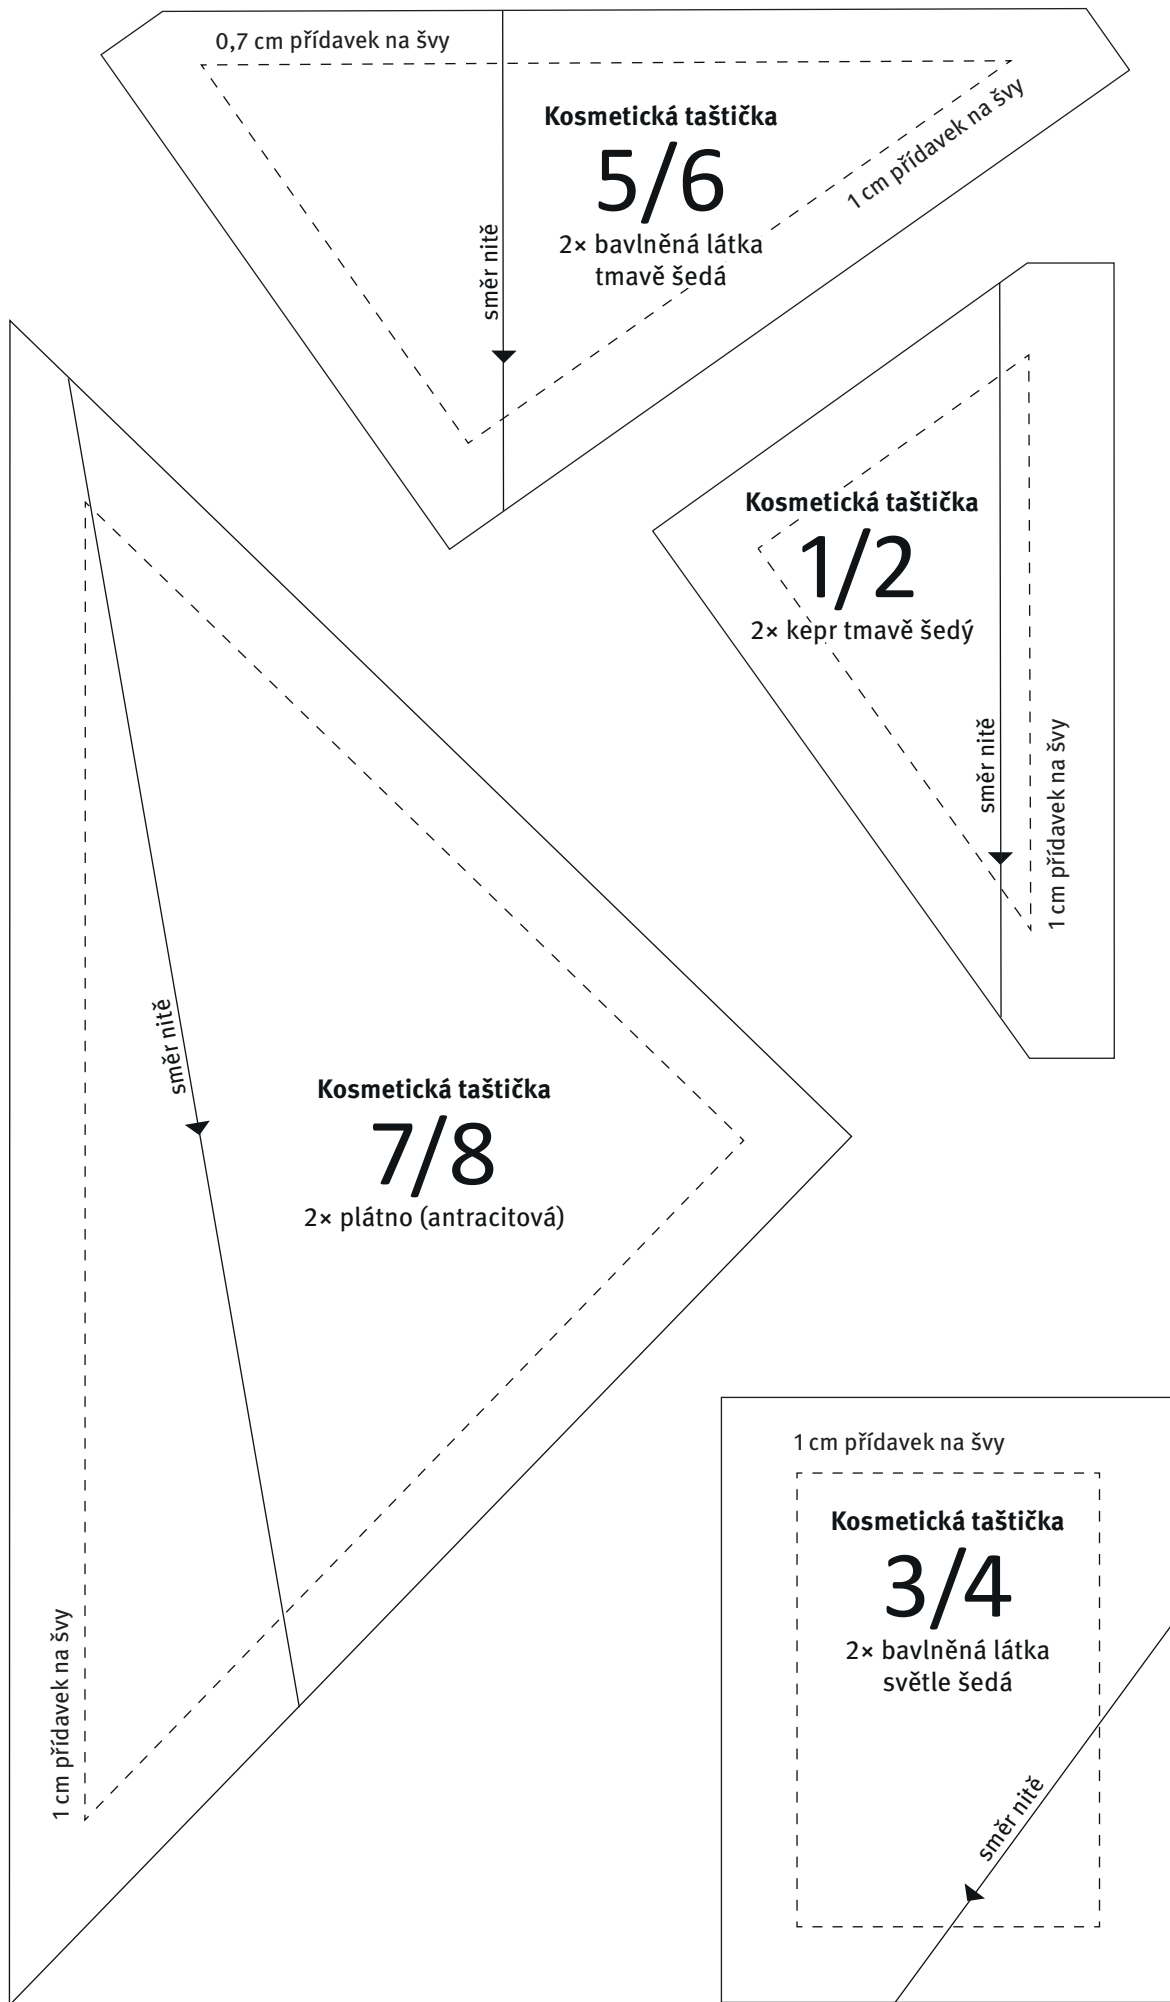 0,7 cm přídavek na švy
1 cm přídavek na švy
Kosmetická taštička
5/6
2× bavlněná látka
tmavě šedá
směr nitě
Kosmetická taštička
1/2
2× kepr tmavě šedý
směr nitě
1 cm přídavek na švy
směr nitě
Kosmetická taštička
7/8
2× plátno (antracitová)
1 cm přídavek na švy
1 cm přídavek na švy
Kosmetická taštička
3/4
2× bavlněná látka
světle šedá
směr nitě